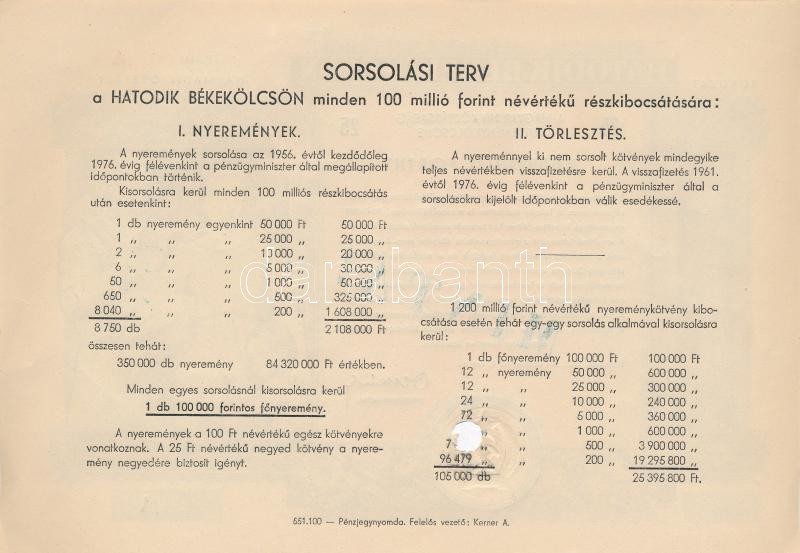 SORSOLÁSI TERV
a HATODIK BÉKEKÖLCSÖN minden 100 millió forint névértékű részkibocsátására:
I. NYEREMÉNYEK.
A nyeremények sorsolása az 1956. évtől kezdődőleg
1976. évig félévenkint a pénzügyminiszter által megállapított
időpontokban történik.
Kisorsolásra kerül minden 100 milliós részkibocsátás
után esetenkint:
1 db nyeremény egyenkint 50 000 Ft 50 000 Ft
1 „ „ „ 25 000 „ 25 000 „
2 „ „ „ 10 000 „ 20 000 „
6 „ „ „ 5 000 „ 30 000 „
50 „ „ „ 1 000 „ 50 000 „
650 „ „ „ 500 „ 325 000 „
8 040 „ „ „ 200 „ 1 608 000 „
8 750 db 2 108 000 Ft
összesen tehát:
350 000 db nyeremény 84 320 000 Ft értékben.
Minden egyes sorsolásnál kisorsolásra kerül
1 db 100 000 forintos főnyeremény.
A nyeremények a 100 Ft névértékű egész kötvényekre
vonatkoznak. A 25 Ft névértékű negyed kötvény a nyere-
mény negyedére biztosit igényt.
II. TÖRLESZTÉS.
A nyereménnyel ki nem sorsolt kötvények mindegyike
teljes névértékben visszafizetésre kerül. A visszafizetés 1961.
évtől 1976. évig félévenkint a pénzügyminiszter által a
sorsolásokra kijelölt időpontokban válik esedékessé.
1 200 millió forint névértékű nyereménykötvény kibo-
csátása esetén tehát egy-egy sorsolás alkalmával kisorsolásra
kerül:
1 db főnyeremény 100 000 Ft 100 000 Ft
12 „ nyeremény 50 000 „ 600 000 „
12 „ „ 25 000 „ 300 000 „
24 „ „ 10 000 „ 240 000 „
72 „ „ 5 000 „ 360 000 „
„ „ 1 000 „ 600 000 „
7 „ „ 500 „ 3 900 000 „
96 479 „ „ 200 „ 19 295 800 „
105 000 db 25 395 800 Ft.
551.100 — Pénzjegynyomda. Felelős vezető: Kerner A.
darabanth